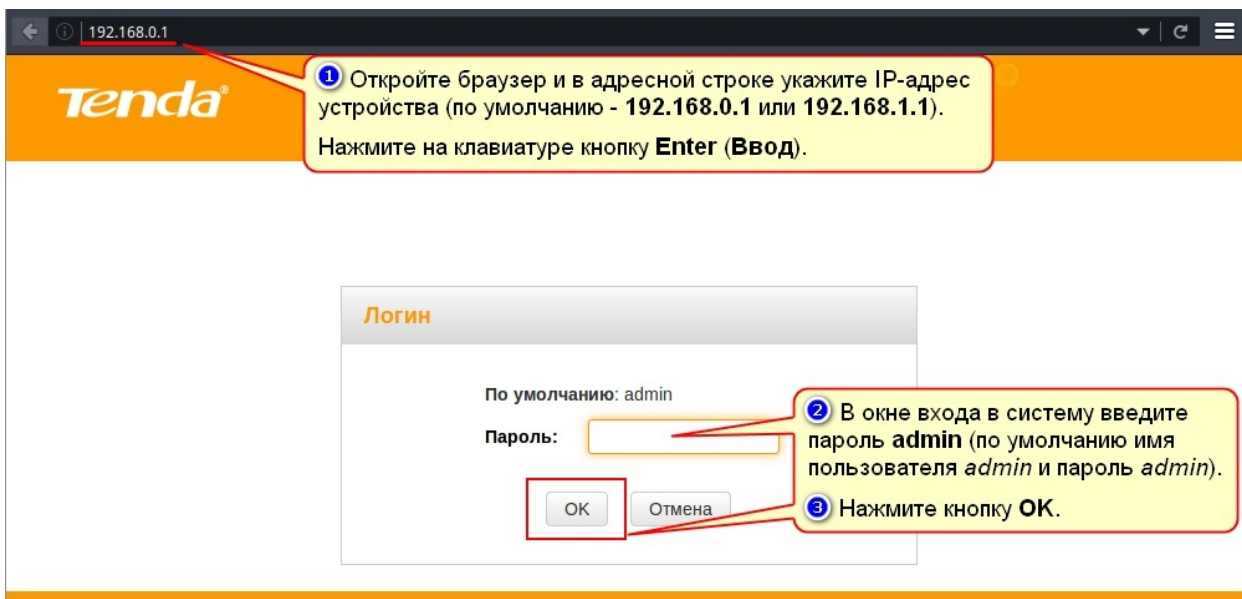 192.168.0.1
Tenda®
1 Откройте браузер и в адресной строке укажите IP-адрес
устройства (по умолчанию - 192.168.0.1 или 192.168.1.1).
Нажмите на клавиатуре кнопку Enter (Ввод).
Логин
По умолчанию: admin
Пароль:
2 В окне входа в систему введите
пароль admin (по умолчанию имя
пользователя admin и пароль admin).
3 Нажмите кнопку OK.
OK
Отмена